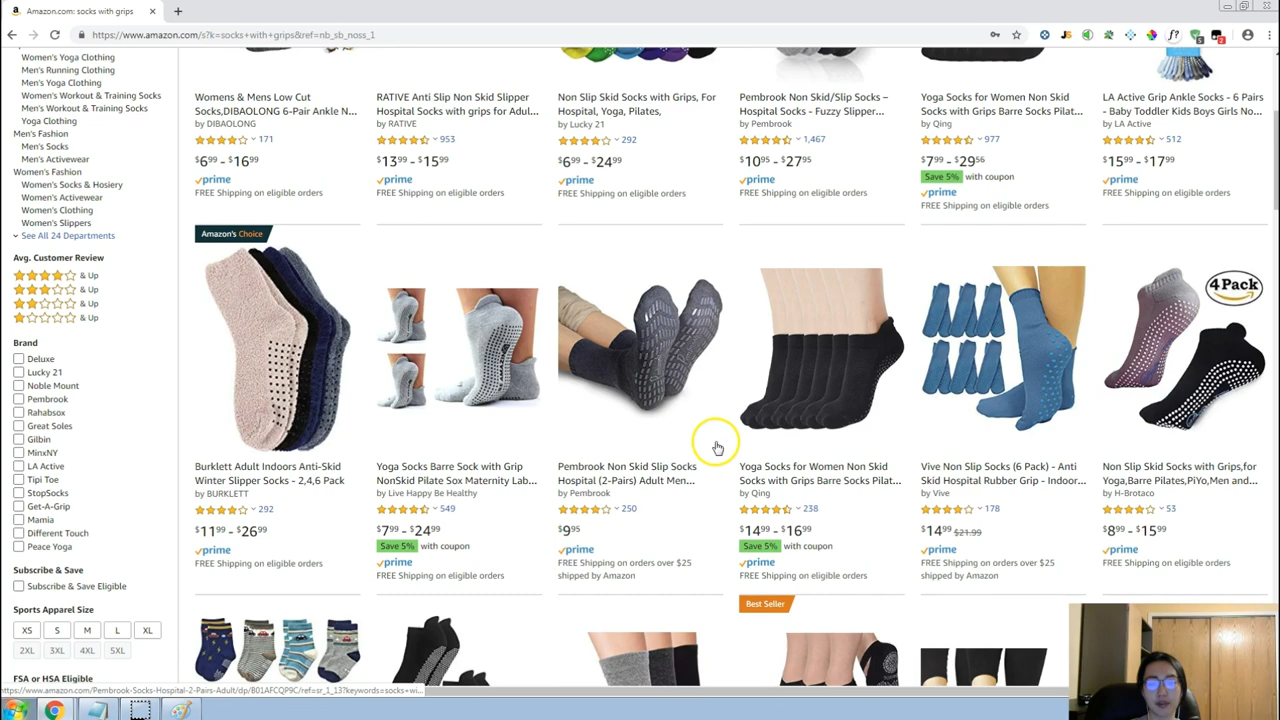 Amazon.com: socks with grips
https://www.amazon.com/s?k=socks+with+grips&ref=nb_sb_noss_1
Women's Yoga Clothing
Men's Running Clothing
Men's Yoga Clothing
Women's Workout & Training Socks
Men's Workout & Training Socks
Yoga Clothing
Men's Fashion
Men's Socks
Men's Activewear
Women's Fashion
Women's Socks & Hosiery
Women's Activewear
Women's Clothing
Women's Slippers
See All 24 Departments
Avg. Customer Review
& Up
& Up
& Up
& Up
Brand
Deluxe
Lucky 21
Noble Mount
Pembrook
Rahabsox
Great Soles
Gilbin
MinxNY
LA Active
Tipi Toe
StopSocks
Get-A-Grip
Mamia
Different Touch
Peace Yoga
Subscribe & Save
Subscribe & Save Eligible
Sports Apparel Size
XS S M L XL
2XL 3XL 4XL 5XL
FSA or HSA Eligible
Womens & Mens Low Cut
Socks,DIBAOLONG 6-Pair Ankle N...
by DIBAOLONG
171
$6.99 - $16.99
prime
FREE Shipping on eligible orders
RATIVE Anti Slip Non Skid Slipper
Hospital Socks with grips for Adul...
by RATIVE
953
$13.99 - $15.99
prime
FREE Shipping on eligible orders
Non Slip Skid Socks with Grips, For
Hospital, Yoga, Pilates,
by Lucky 21
292
$6.99 - $24.99
prime
FREE Shipping on eligible orders
Pembrook Non Skid/Slip Socks –
Hospital Socks - Fuzzy Slipper...
by Pembrook
1,467
$10.95 - $27.95
prime
FREE Shipping on eligible orders
Yoga Socks for Women Non Skid
Socks with Grips Barre Socks Pilat...
by Qing
977
$7.99 - $29.56
Save 5% with coupon
prime
FREE Shipping on eligible orders
LA Active Grip Ankle Socks - 6 Pairs
- Baby Toddler Kids Boys Girls No...
by LA Active
512
$15.99 - $17.99
prime
FREE Shipping on eligible orders
Amazon's Choice
Burklett Adult Indoors Anti-Skid
Winter Slipper Socks - 2,4,6 Pack
by BURKLETT
292
$11.99 - $26.99
prime
FREE Shipping on eligible orders
Yoga Socks Barre Sock with Grip
NonSkid Pilate Sox Maternity Lab...
by Live Happy Be Healthy
549
$7.99 - $24.99
Save 5% with coupon
prime
FREE Shipping on eligible orders
Pembrook Non Skid Slip Socks
Hospital (2-Pairs) Adult Men...
by Pembrook
250
$9.95
prime
FREE Shipping on orders over $25
shipped by Amazon
Yoga Socks for Women Non Skid
Socks with Grips Barre Socks Pilat...
by Qing
238
$14.99 - $16.99
Save 5% with coupon
prime
FREE Shipping on eligible orders
Vive Non Slip Socks (6 Pack) - Anti
Skid Hospital Rubber Grip - Indoor...
by Vive
178
$14.99 $21.99
prime
FREE Shipping on orders over $25
shipped by Amazon
4 Pack
Non Slip Skid Socks with Grips,for
Yoga,Barre Pilates,PiYo,Men and...
by H-Brotaco
53
$8.99 - $15.99
prime
FREE Shipping on eligible orders
Best Seller
https://www.amazon.com/Pembrook-Socks-Hospital-2-Pairs-Adult/dp/B01AFCQP9C/ref=sr_1_13?keywords=socks+wi...